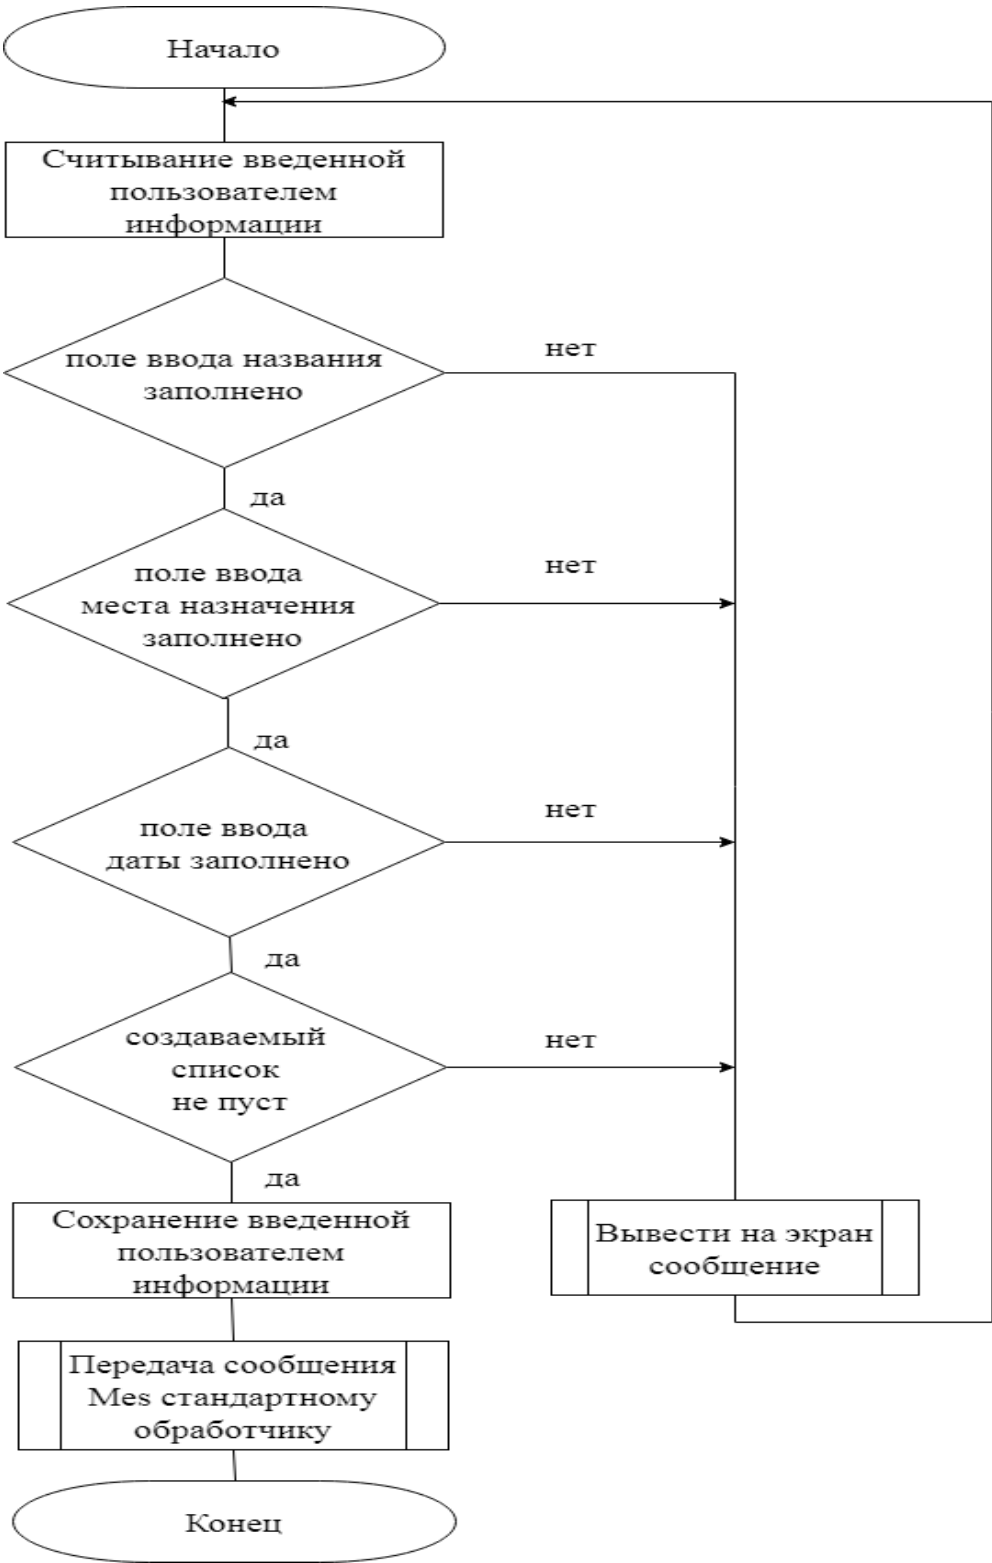 Начало
Считывание введенной
пользователем
информации
поле ввода названия
заполнено
нет
да
поле ввода
места назначения
заполнено
нет
да
поле ввода
даты заполнено
нет
да
создаваемый
список
не пуст
нет
да
Сохранение введенной
пользователем
информации
Вывести на экран
сообщение
Передача сообщения
Mes стандартному
обработчику
Конец